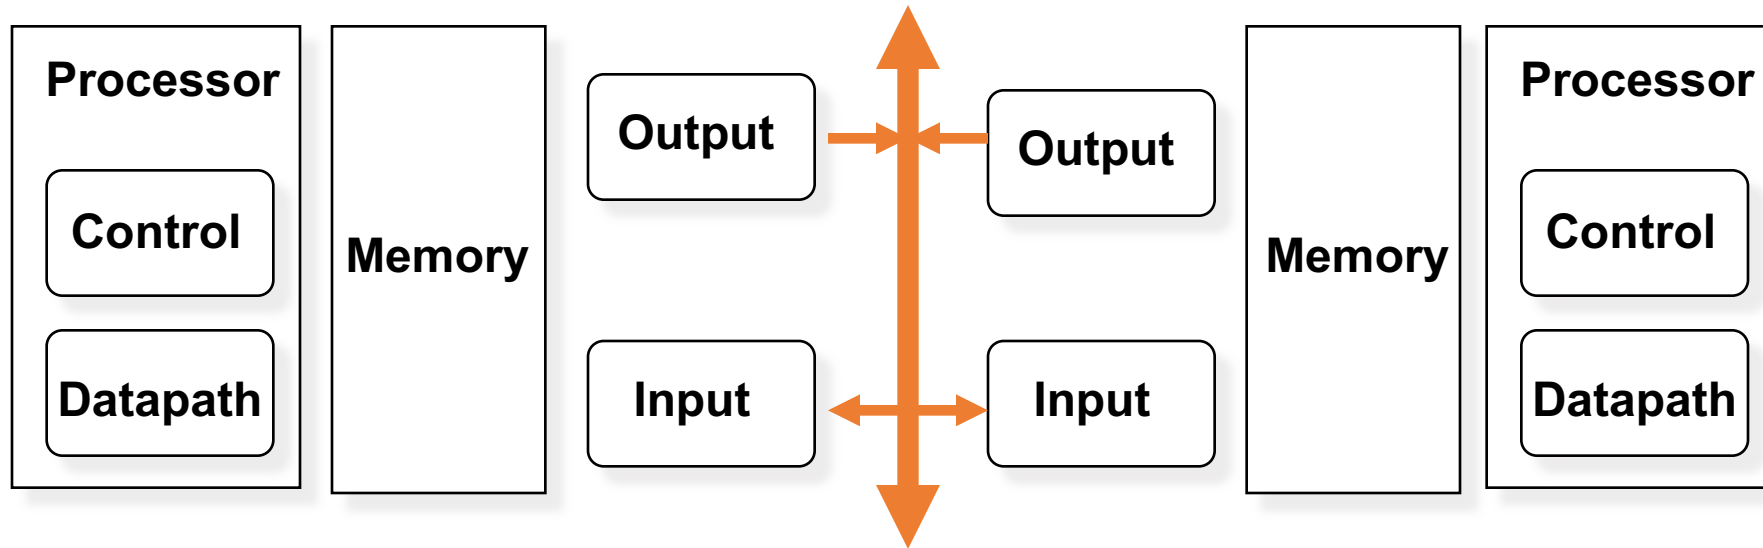 Processor
Control
Datapath
Memory
Output
Input
Output
Input
Memory
Processor
Control
Datapath